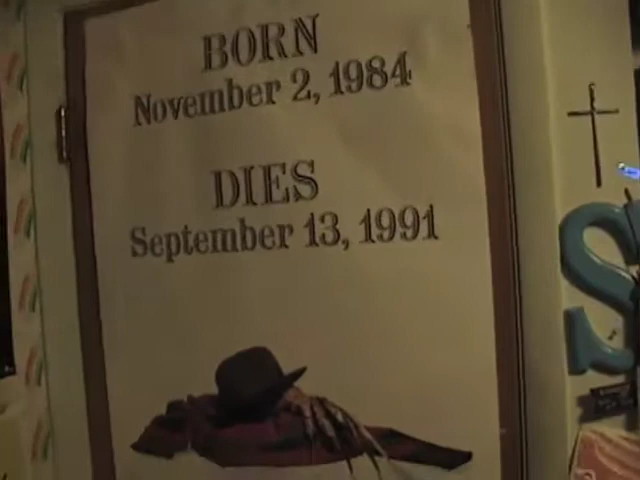 BORN
November 2, 1984
DIES
September 13, 1991
S